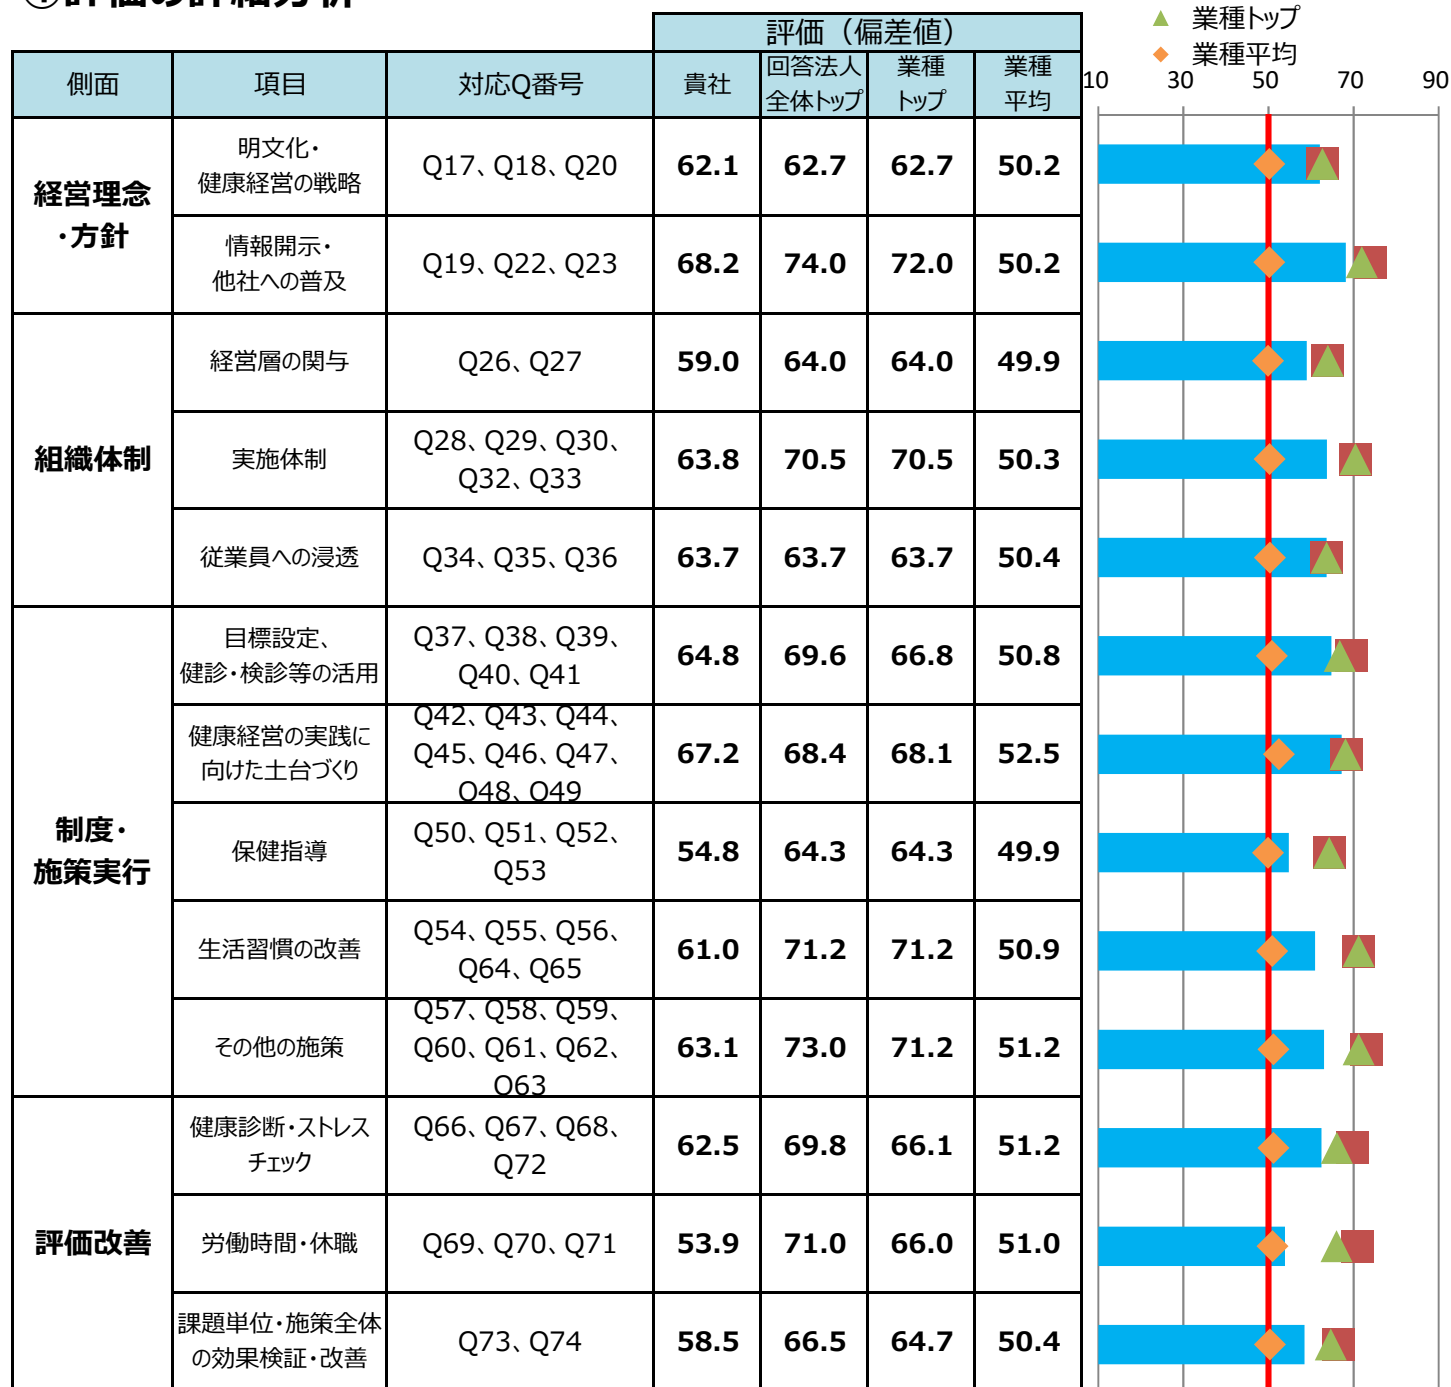 ④評価の詳細分析
▲ 業種トップ
◆ 業種平均
評価（偏差値）
側面 項目 対応Q番号 貴社 回答法人 業種 業種
全体トップ トップ 平均
10 30 50 70 90
経営理念
・方針
明文化・
健康経営の戦略
Q17、Q18、Q20
62.1 62.7 62.7 50.2
情報開示・
他社への普及
Q19、Q22、Q23
68.2 74.0 72.0 50.2
組織体制
経営層の関与
Q26、Q27
59.0 64.0 64.0 49.9
実施体制
Q28、Q29、Q30、
Q32、Q33
63.8 70.5 70.5 50.3
従業員への浸透
Q34、Q35、Q36
63.7 63.7 63.7 50.4
制度・
施策実行
目標設定、
健診・検診等の活用
Q37、Q38、Q39、
Q40、Q41
64.8 69.6 66.8 50.8
健康経営の実践に
向けた土台づくり
Q42、Q43、Q44、
Q45、Q46、Q47、
Q48、Q49
67.2 68.4 68.1 52.5
保健指導
Q50、Q51、Q52、
Q53
54.8 64.3 64.3 49.9
生活習慣の改善
Q54、Q55、Q56、
Q64、Q65
61.0 71.2 71.2 50.9
その他の施策
Q57、Q58、Q59、
Q60、Q61、Q62、
Q63
63.1 73.0 71.2 51.2
評価改善
健康診断・ストレス
チェック
Q66、Q67、Q68、
Q72
62.5 69.8 66.1 51.2
労働時間・休職
Q69、Q70、Q71
53.9 71.0 66.0 51.0
課題単位・施策全体
の効果検証・改善
Q73、Q74
58.5 66.5 64.7 50.4